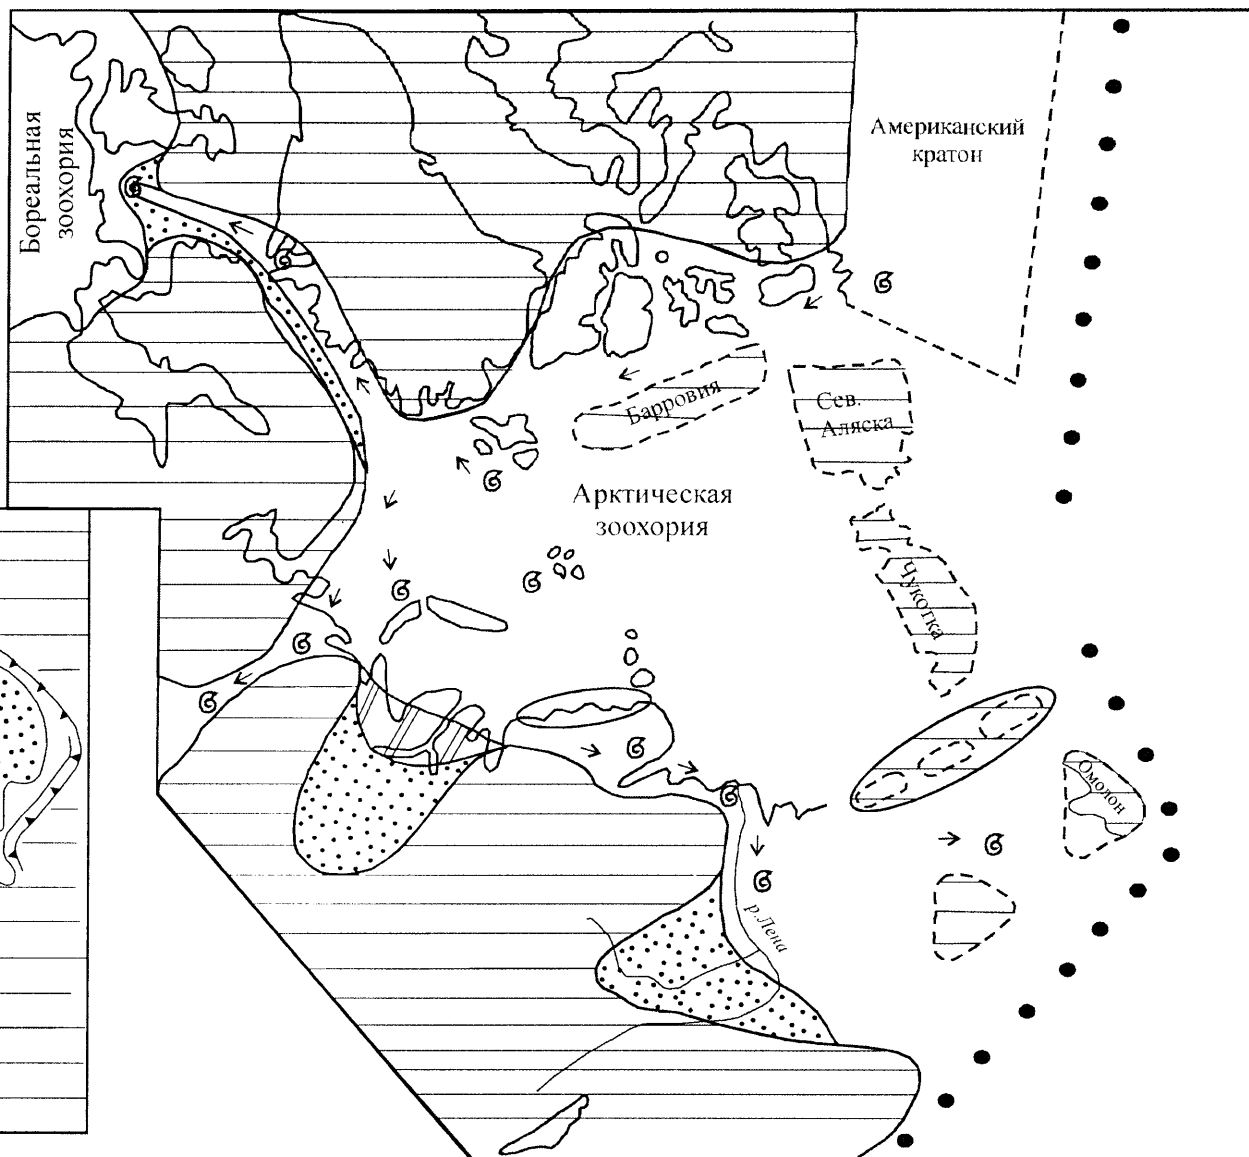 Бореальная
зоохория
Американский
кратон
Барровия
Сев.
Аляска
Арктическая
зоохория
Чукотка
Омолон
р.Лена